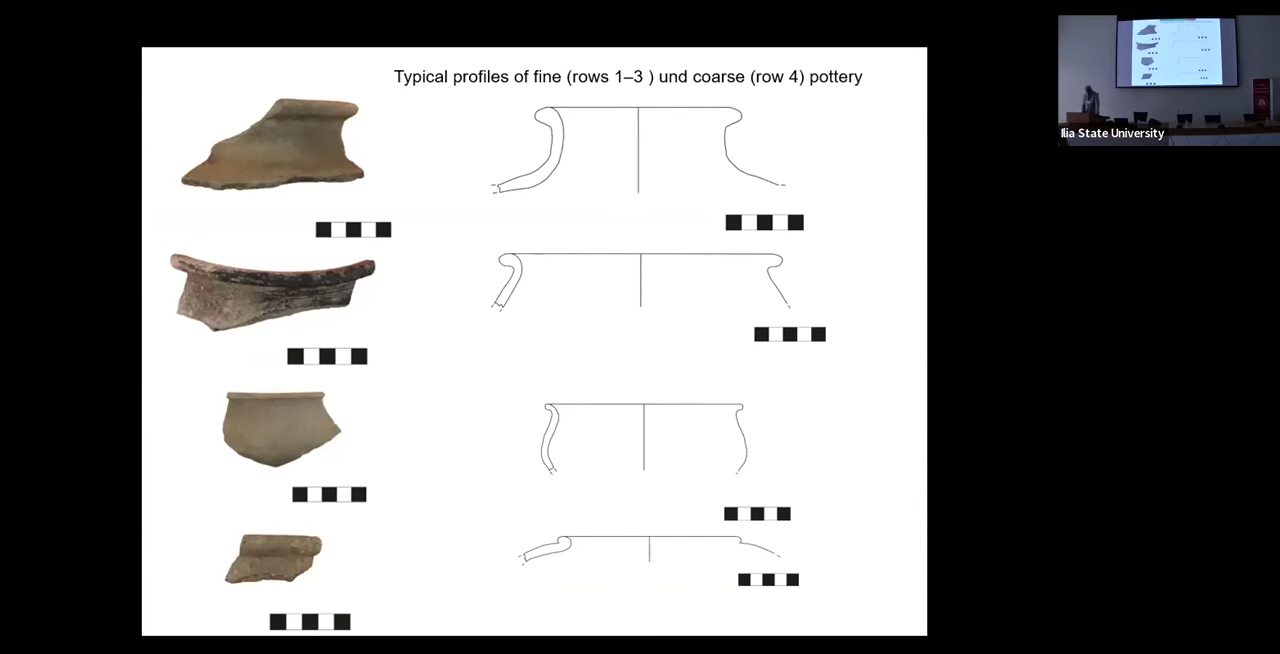 Typical profiles of fine (rows 1–3 ) und coarse (row 4) pottery
Ilia State University